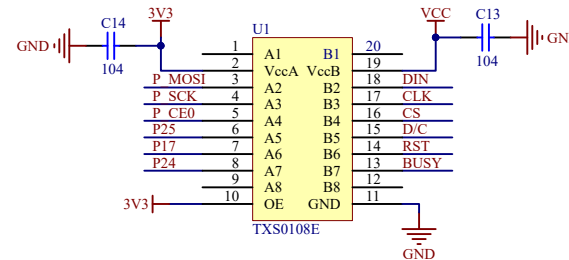 C14 3V3 VCC C13
GND U1 GN
104 104
1 A1 B1 20
2 VccA VccB 19
P_MOSI 3 A2 B2 18 DIN
P_SCK 4 A3 B3 17 CLK
P_CE0 5 A4 B4 16 CS
P25 6 A5 B5 15 D/C
P17 7 A6 B6 14 RST
P24 8 A7 B7 13 BUSY
9 A8 B8 12
3V3 10 OE GND 11
TXS0108E
GND